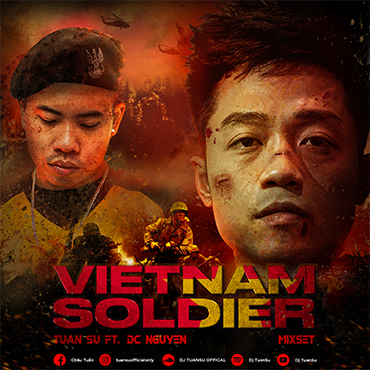 VIETNAM
SOLDIER
TUAN SU FT. DC NGUYEN MIXSET
Châu Tuấn tuansuofficialonly DJ TUANSU OFFICAL Dj TuanSu Dj TuanSu